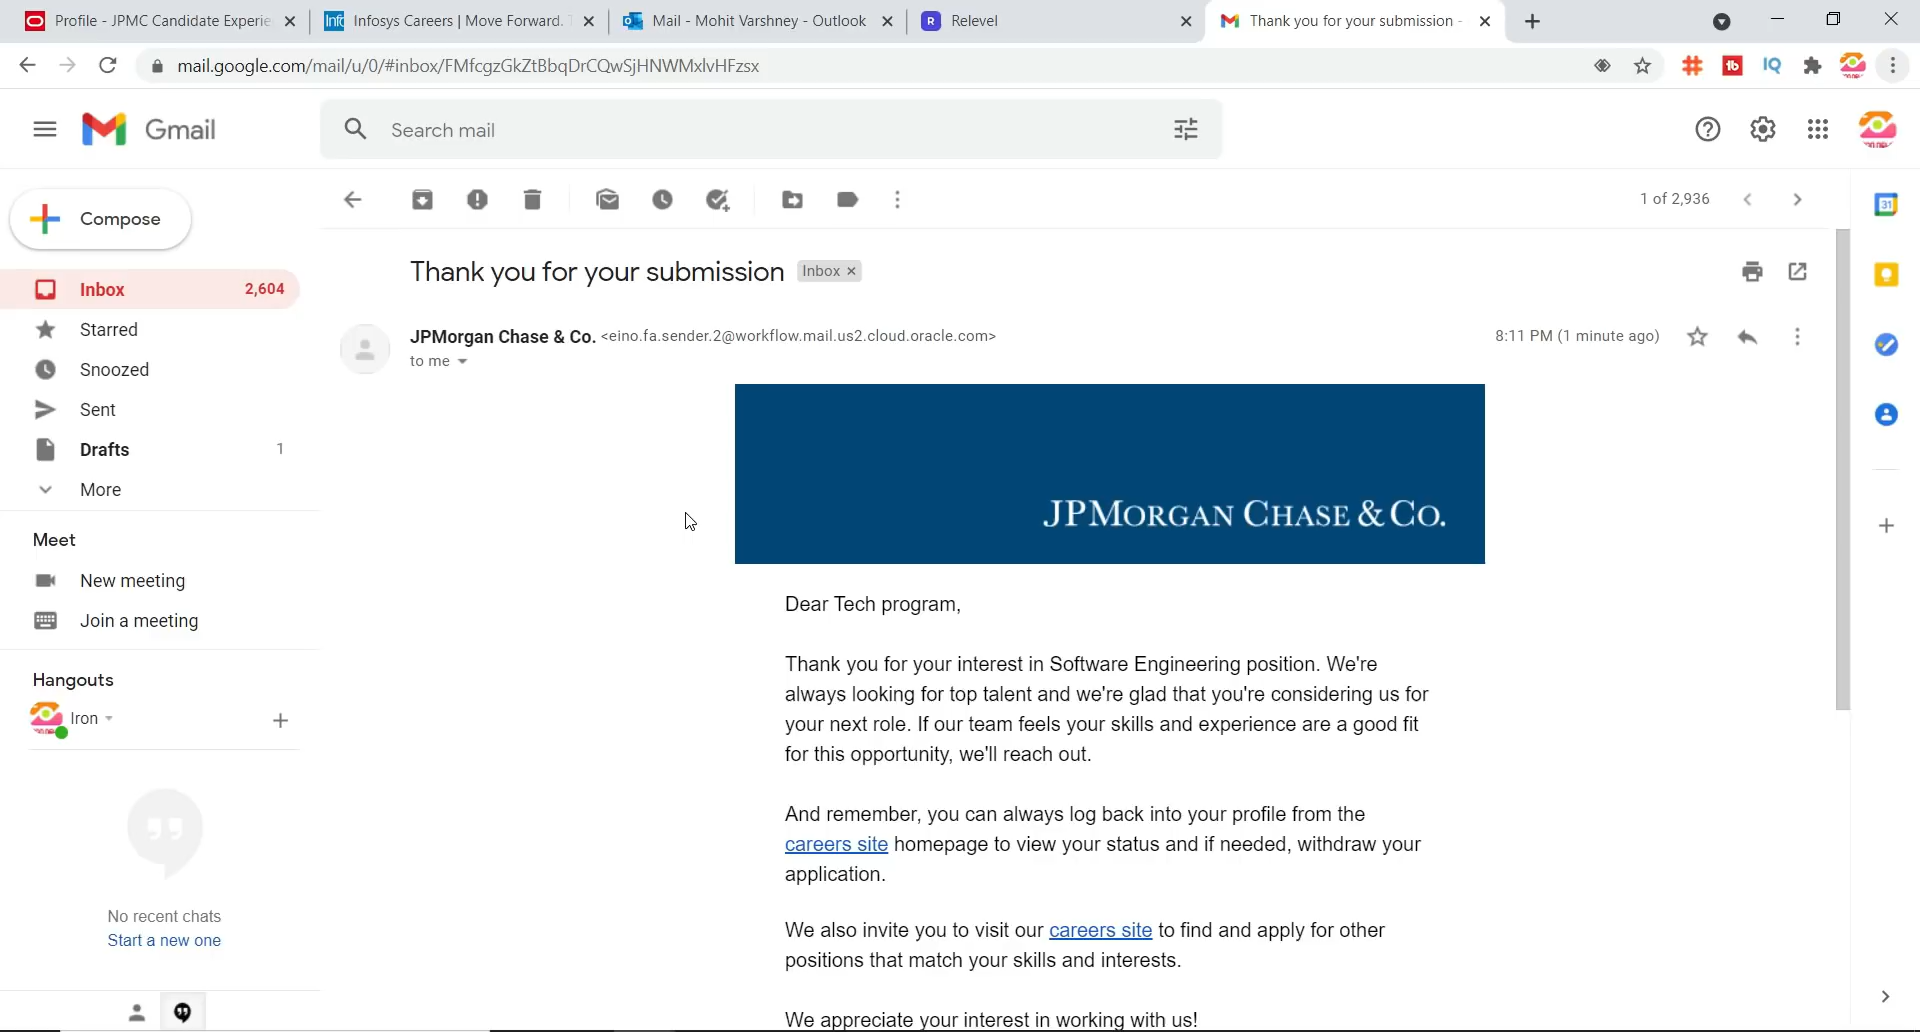 Profile - JPMC Candidate Experie
Infosys Careers | Move Forward. T
Mail - Mohit Varshney - Outlook
Relevel
Thank you for your submission -
mail.google.com/mail/u/0/#inbox/FMfcgzGkZtBbqDrCQwSjHNWMxlvHFzsx
Gmail
Search mail
Compose
1 of 2,936
Inbox 2,604
Starred
Snoozed
Sent
Drafts 1
More
Meet
New meeting
Join a meeting
Hangouts
Iron
No recent chats
Start a new one
Thank you for your submission Inbox
JPMorgan Chase & Co. <eino.fa.sender.2@workflow.mail.us2.cloud.oracle.com> 8:11 PM (1 minute ago)
to me
JPMORGAN CHASE & CO.
Dear Tech program,
Thank you for your interest in Software Engineering position. We're
always looking for top talent and we're glad that you're considering us for
your next role. If our team feels your skills and experience are a good fit
for this opportunity, we'll reach out.
And remember, you can always log back into your profile from the
careers site homepage to view your status and if needed, withdraw your
application.
We also invite you to visit our careers site to find and apply for other
positions that match your skills and interests.
We appreciate your interest in working with us!